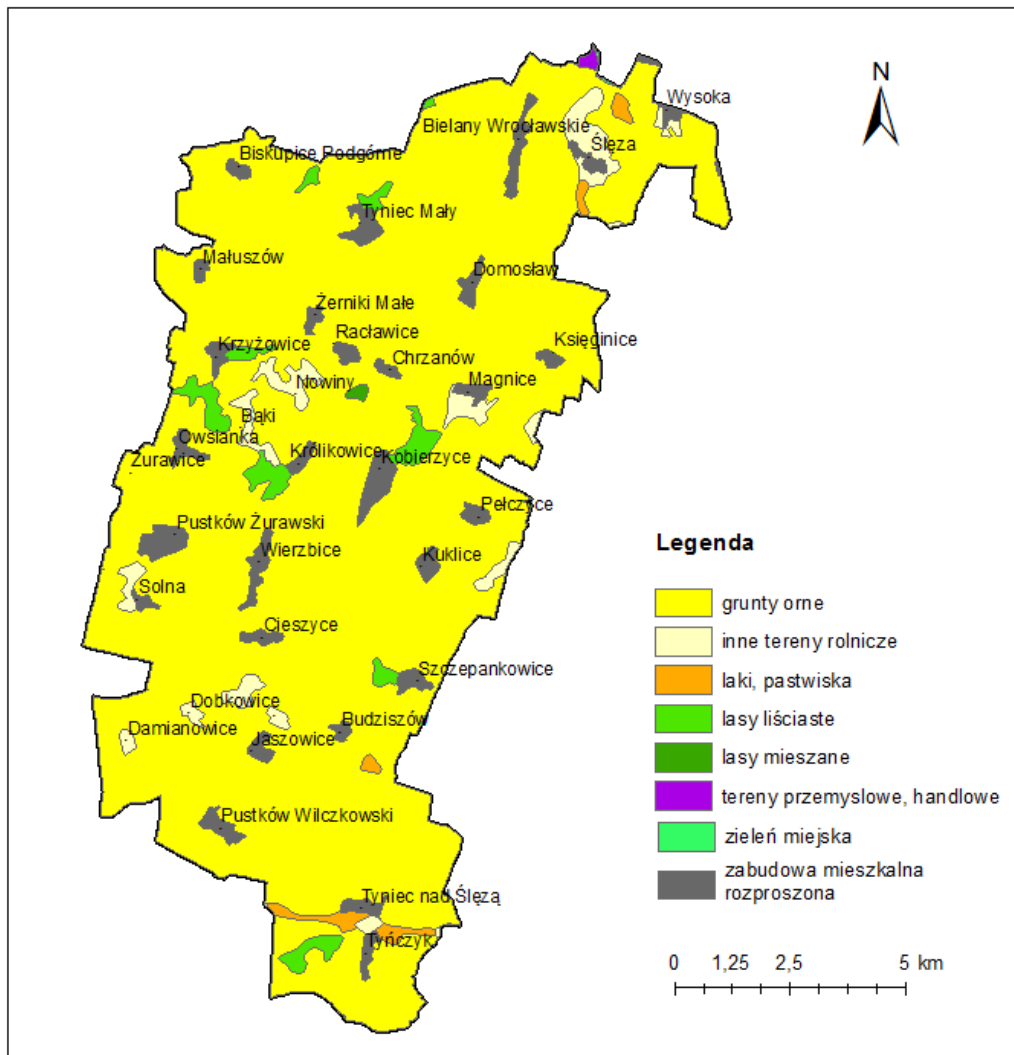 N
Wysoka
Bielany Wrocławskie
Ślęza
Biskupice Podgórne
Tyniec Mały
Małuszów
Domosław
Żerniki Małe
Racławice
Księginice
Krzyżowice
Chrzanów
Nowiny
Magnice
Bąki
Owsianka
Królikowice
Żurawice
Kobierzyce
Pełczyce
Pustków Żurawski
Wierzbice
Kuklice
Solna
Cieszyce
Szczepankowice
Dobkowice
Budziszów
Damianowice
Jaszowice
Pustków Wilczkowski
Tyniec nad Ślęzą
Tyńczyk
Legenda
grunty orne
inne tereny rolnicze
laki, pastwiska
lasy liściaste
lasy mieszane
tereny przemyslowe, handlowe
zieleń miejska
zabudowa mieszkalna
rozproszona
0 1,25 2,5 5 km